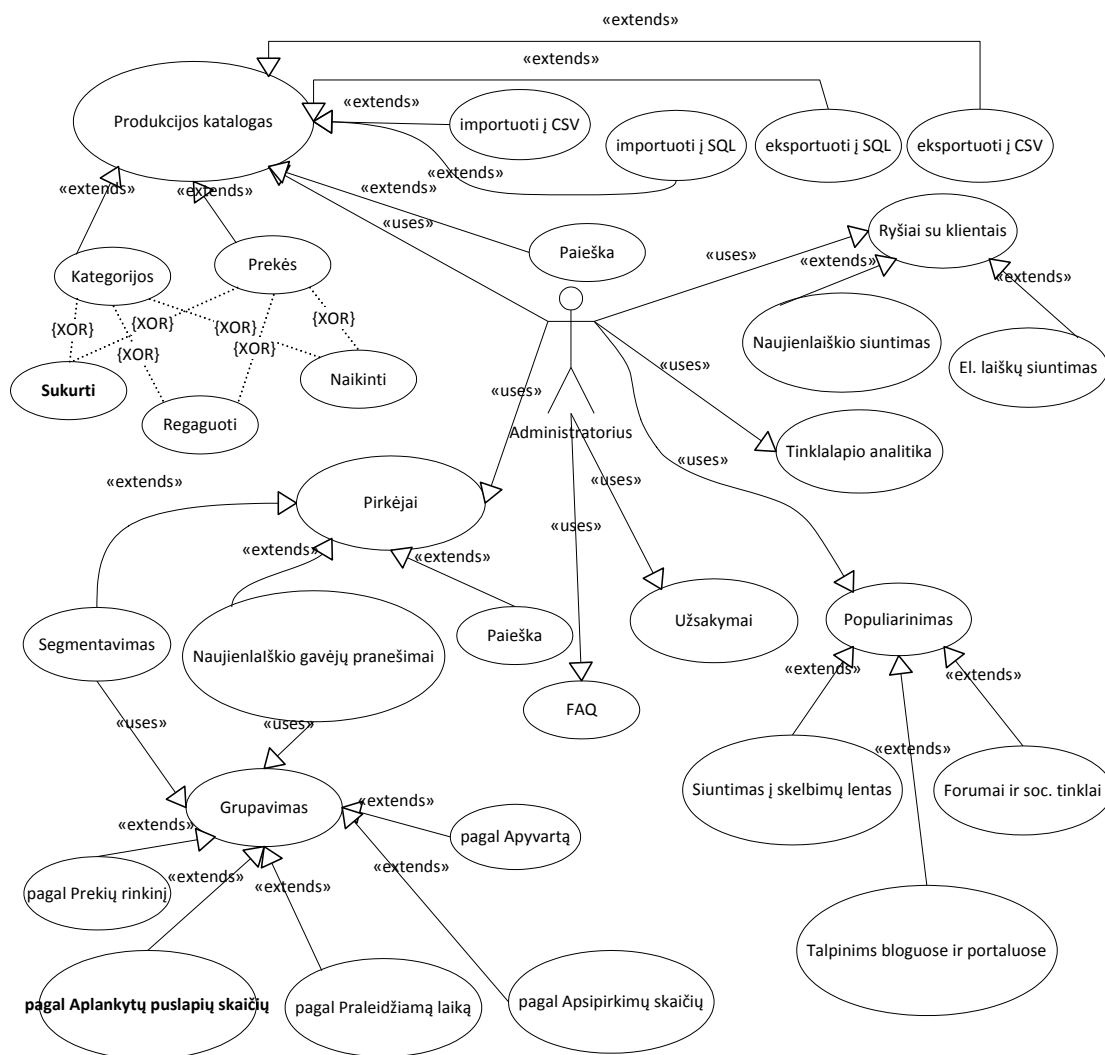 «extends»
«extends»
«extends»
Produkcijos katalogas
importuoti į CSV
importuoti į SQL
eksportuoti į SQL
eksportuoti į CSV
«extends»
«extends»
«extends»
«extends»
«uses»
Paieška
Ryšiai su klientais
«uses»
«extends»
«extends»
Kategorijos
Prekės
{XOR}
{XOR}
{XOR}
{XOR}
{XOR}
{XOR}
Sukurti
Regaguoti
Naikinti
«uses»
Administratorius
Naujienlaiškio siuntimas
El. laiškų siuntimas
«uses»
Tinklalapio analitika
«uses»
«uses»
«uses»
«extends»
Pirkėjai
«extends»
«extends»
Segmentavimas
NaujienlaIškio gavėjų pranešimai
Paieška
Užsakymai
Populiarinimas
FAQ
«extends»
«extends»
«extends»
«uses»
«uses»
Grupavimas
«extends»
«extends»
«extends»
«extends»
«extends»
pagal Apyvartą
pagal Prekių rinkinį
Siuntimas į skelbimų lentas
Forumai ir soc. tinklai
Talpinims bloguose ir portaluose
pagal Aplankytų puslapių skaičių
pagal Praleidžiamą laiką
pagal Apsipirkimų skaičių